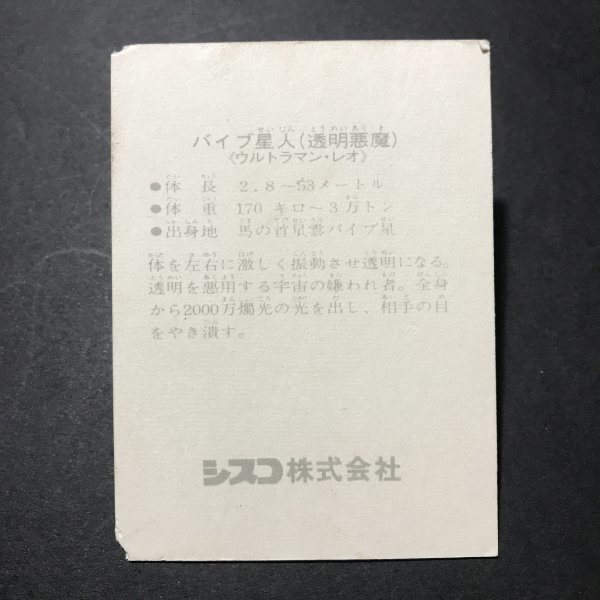 バイブ星人(透明悪魔)
《ウルトラマン・レオ》
●体長 2.8～53メートル
●体重 170キロ～3万トン
●出身地 馬の首星雲バイブ星
体を左右に激しく振動させ透明になる。
透明を悪用する宇宙の嫌われ者。全身
から2000万燭光の光を出し、相手の目
をやき潰す。
シスコ株式会社